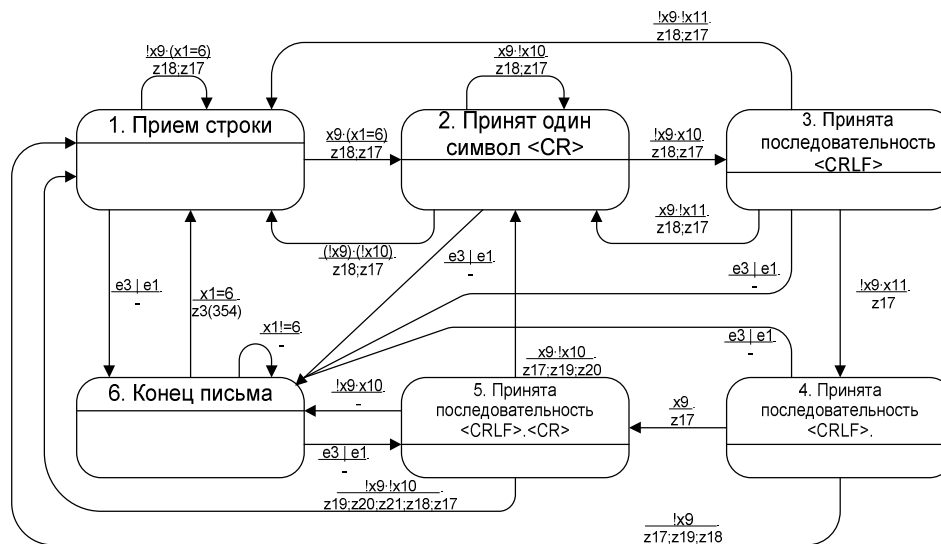 !x9·!x11.
z18;z17
!x9·(x1=6)
z18;z17
x9·!x10.
z18;z17
1. Прием строки
x9·(x1=6)
z18;z17
2. Принят один
символ <CR>
!x9·x10
z18;z17
3. Принята
последовательность
<CRLF>
(!x9)·(!x10).
z18;z17
x9·!x11.
z18;z17
e3 | e1.
-
x1=6.
z3(354)
e3 | e1.
-
e3 | e1.
-
!x9·x11.
z17
x1!=6.
-
e3 | e1.
-
x9·!x10.
z17;z19;z20
6. Конец письма
!x9·x10.
-
5. Принята
последовательность
<CRLF>.<CR>
x9.
z17
4. Принята
последовательность
<CRLF>.
e3 | e1.
-
!x9·!x10
z19;z20;z21;z18;z17
!x9
z17;z19;z18